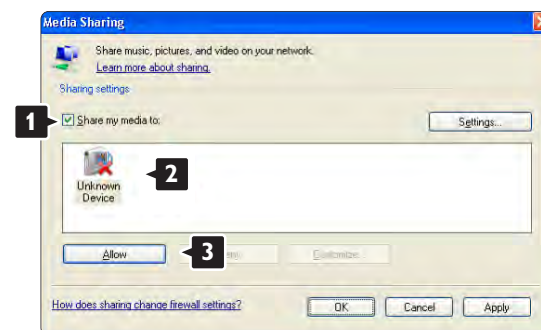 Media Sharing
Share music, pictures, and video on your network.
Learn more about sharing.
Sharing settings
1
Share my media to:
Settings...
2
Unknown
Device
Allow
3
Customize...
How does sharing change firewall settings?
OK
Cancel
Apply